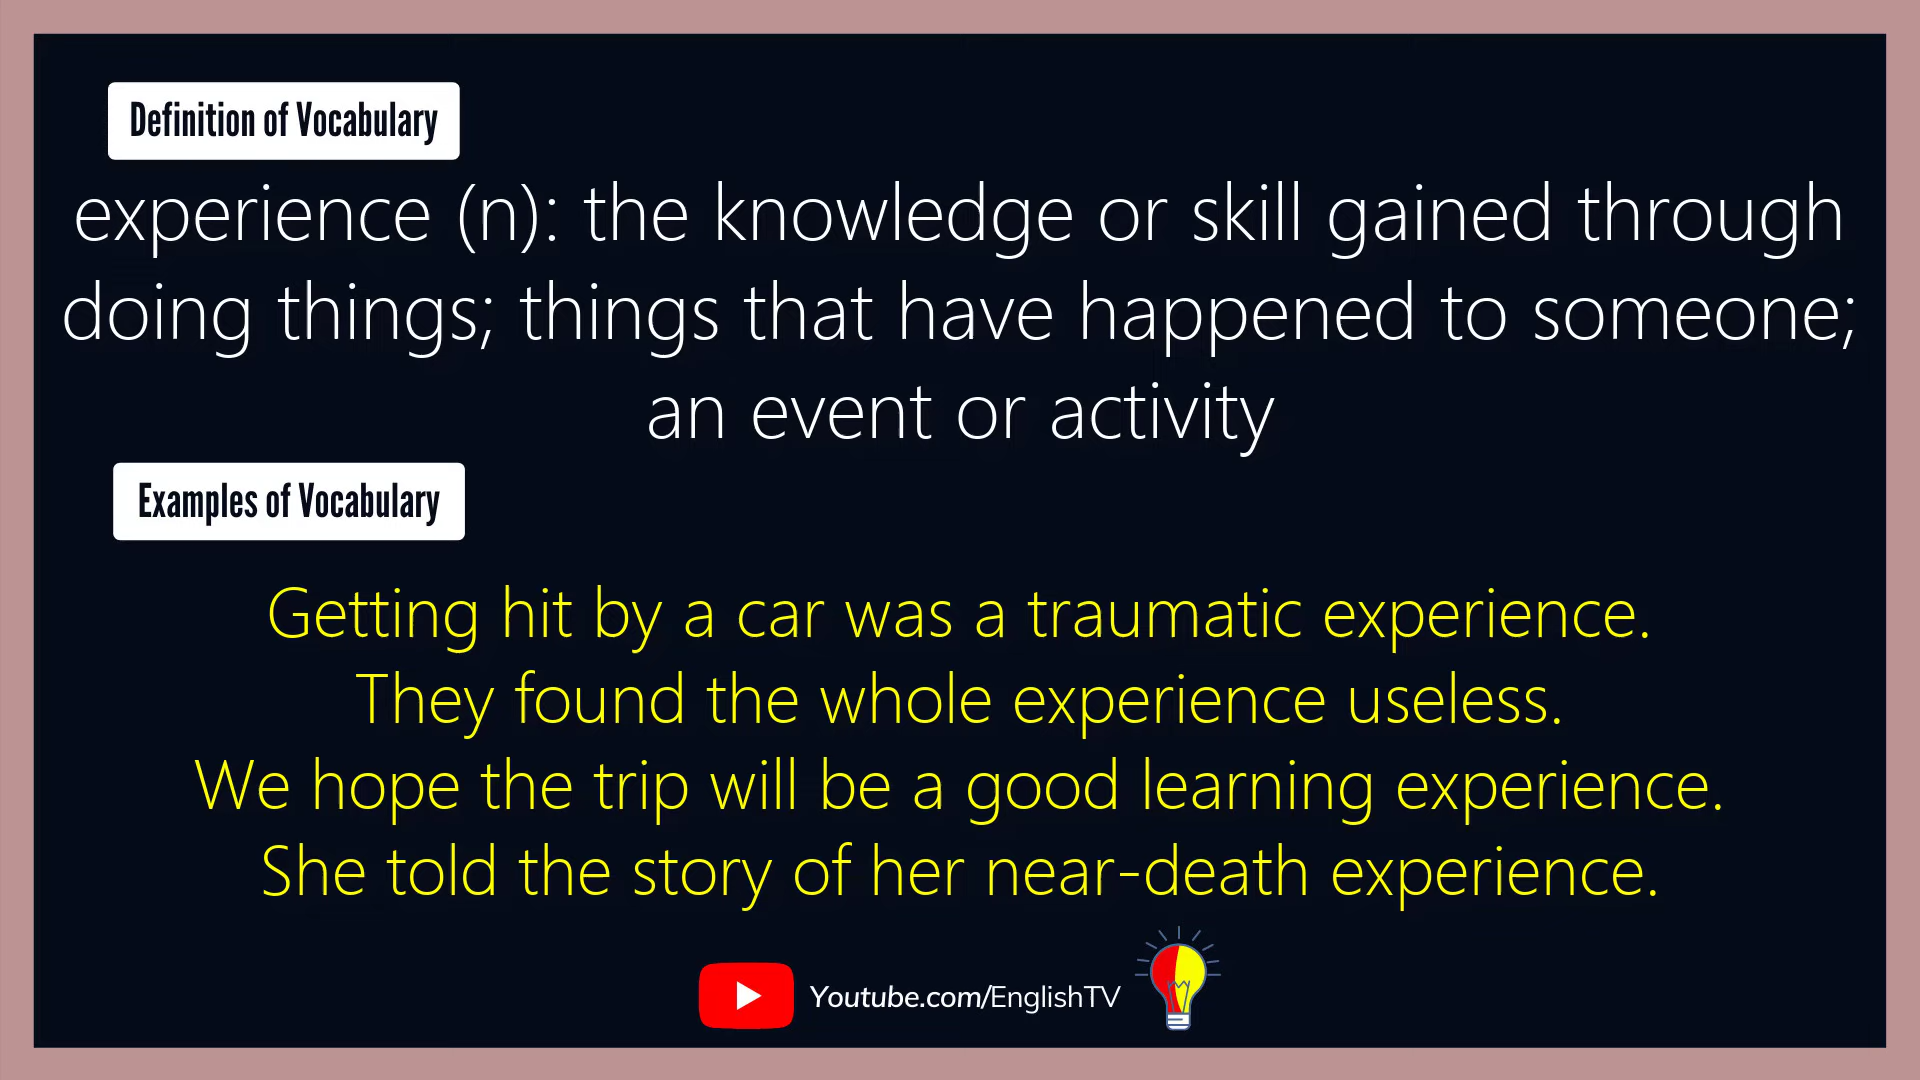 Definition of Vocabulary
experience (n): the knowledge or skill gained through
doing things; things that have happened to someone;
an event or activity
Examples of Vocabulary
Getting hit by a car was a traumatic experience.
They found the whole experience useless.
We hope the trip will be a good learning experience.
She told the story of her near-death experience.
Youtube.com/EnglishTV